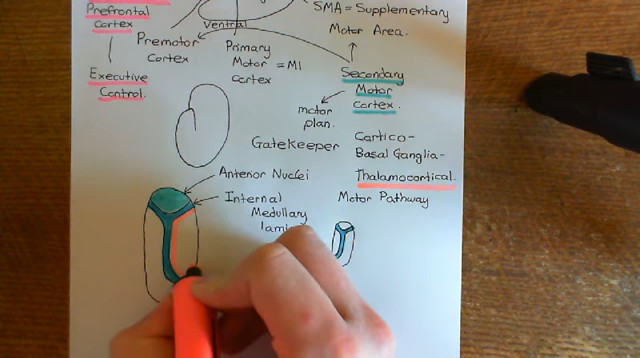 Prefrontal
Cortex
Executive
Control.
Ventral
Premotor
Cortex
Primary
Motor = M1
Cortex
SMA = Supplementary
Motor Area.
Secondary
Motor
Cortex.
motor
plan.
Gatekeeper
Cortico-
Basal Ganglia-
Thalamocortical.
Motor Pathway
Anterior Nuclei
Internal
Medullary